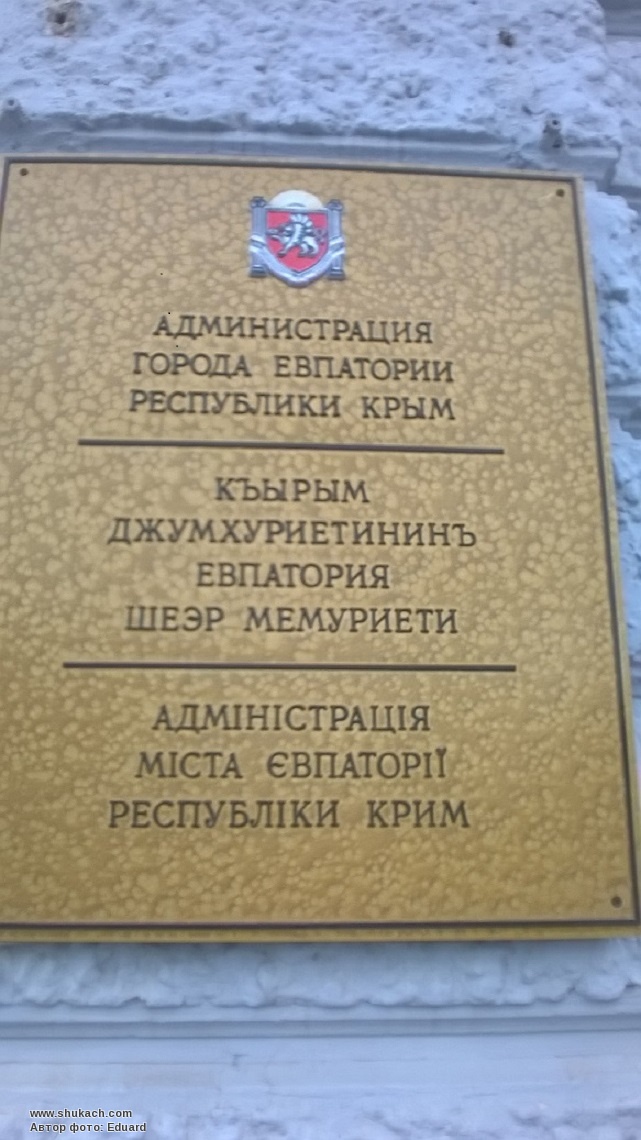 АДМИНИСТРАЦИЯ
ГОРОДА ЕВПАТОРИИ
РЕСПУБЛИКИ КРЫМ
КЪЫРЫМ
ДЖУМХУРИЕТИНИНЪ
ЕВПАТОРИЯ
ШЕЭР МЕМУРИЕТИ
АДМІНІСТРАЦІЯ
МІСТА ЄВПАТОРІЇ
РЕСПУБЛІКИ КРИМ
www.shukach.com
Автор фото: Eduard